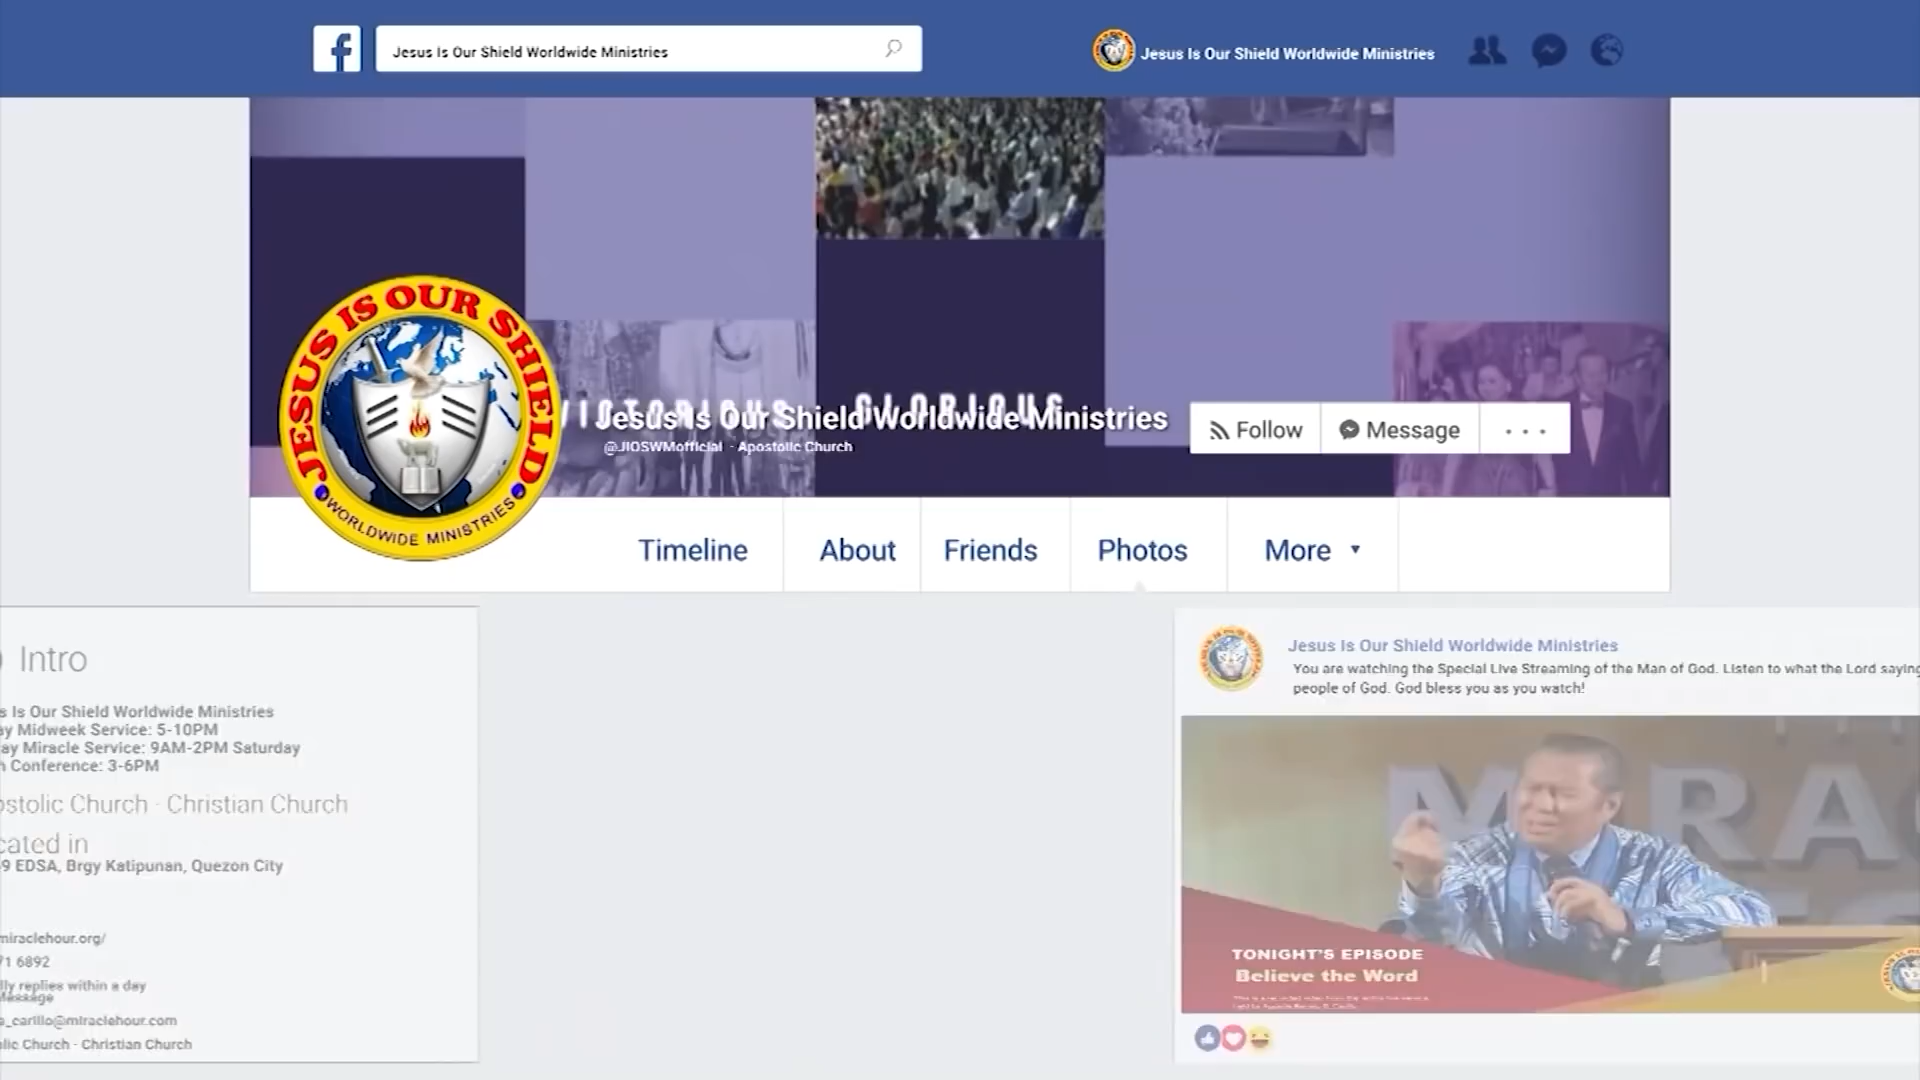 Jesus Is Our Shield Worldwide Ministries
Jesus Is Our Shield Worldwide Ministries
JESUS IS OUR SHIELD
WORLDWIDE MINISTRIES
VICTORIOUS GLORIOUS
Jesus Is Our Shield Worldwide Ministries
@JIOSWMofficial - Apostolic Church
Follow
Message
Timeline
About
Friends
Photos
More
Intro
s Is Our Shield Worldwide Ministries
ay Midweek Service: 5-10PM
ay Miracle Service: 9AM-2PM Saturday
h Conference: 3-6PM
ostolic Church - Christian Church
cated in
9 EDSA, Brgy Katipunan, Quezon City
miraclehour.org/
71 6892
lly replies within a day
Message
e_carillo@miraclehour.com
olic Church - Christian Church
Jesus Is Our Shield Worldwide Ministries
You are watching the Special Live Streaming of the Man of God. Listen to what the Lord saying
people of God. God bless you as you watch!
MIRAC
TONIGHT'S EPISODE
Believe the Word